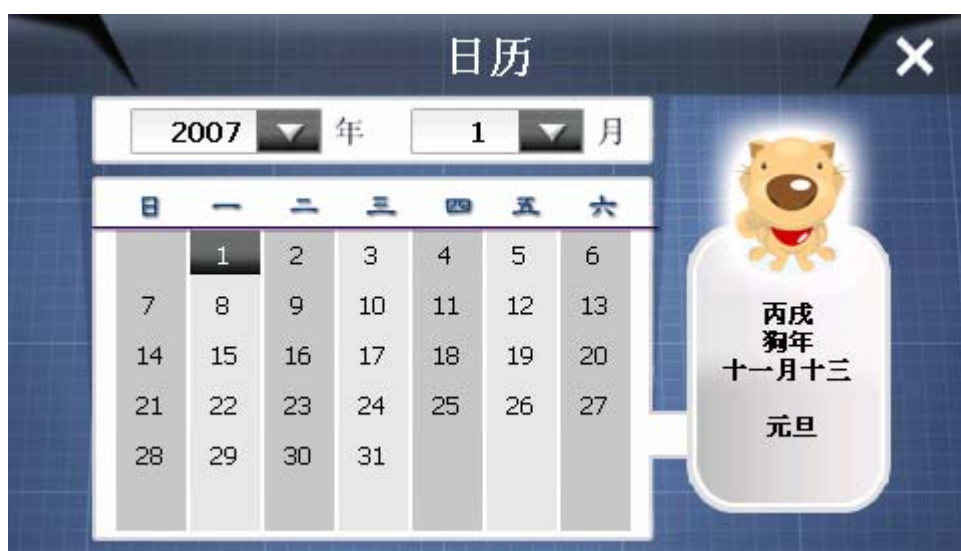 日历
2007 年 1 月
日 一 二 三 四 五 六
1 2 3 4 5 6
7 8 9 10 11 12 13
14 15 16 17 18 19 20
21 22 23 24 25 26 27
28 29 30 31
丙戌
狗年
十一月十三
元旦